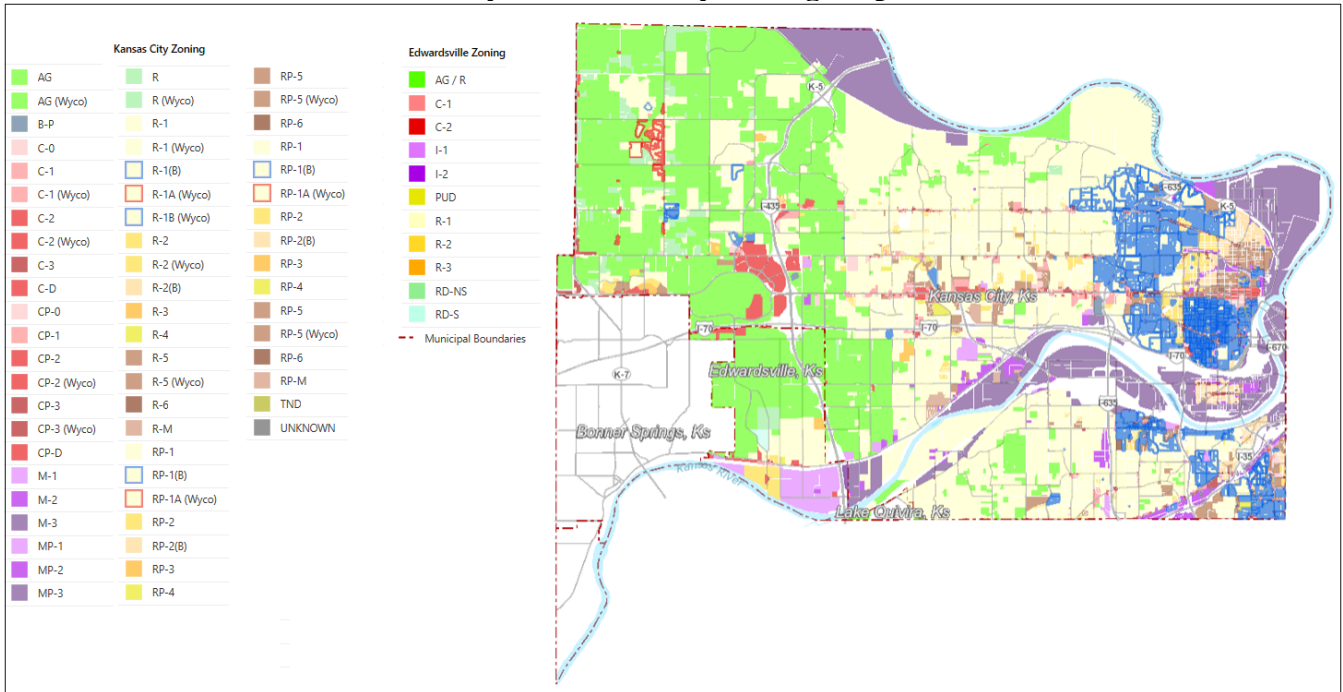 Kansas City Zoning
AG
AG (Wyco)
B-P
C-0
C-1
C-1 (Wyco)
C-2
C-2 (Wyco)
C-3
C-D
CP-0
CP-1
CP-2
CP-2 (Wyco)
CP-3
CP-3 (Wyco)
CP-D
M-1
M-2
M-3
MP-1
MP-2
MP-3
R
R (Wyco)
R-1
R-1 (Wyco)
R-1(B)
R-1A (Wyco)
R-1B (Wyco)
R-2
R-2 (Wyco)
R-2(B)
R-3
R-4
R-5
R-5 (Wyco)
R-6
R-M
RP-1
RP-1(B)
RP-1A (Wyco)
RP-2
RP-2(B)
RP-3
RP-4
RP-5
RP-5 (Wyco)
RP-6
RP-1
RP-1(B)
RP-1A (Wyco)
RP-2
RP-2(B)
RP-3
RP-4
RP-5
RP-5 (Wyco)
RP-6
RP-M
TND
UNKNOWN
Edwardsville Zoning
AG / R
C-1
C-2
I-1
I-2
PUD
R-1
R-2
R-3
RD-NS
RD-S
Municipal Boundaries
K-5
Missouri River
I-635
K-5
I-435
Kansas City, Ks
I-70
I-70
I-70
I-670
K-7
Edwardsville, Ks
I-635
Bonner Springs, Ks
I-35
Kansas River
Lake Quivira, Ks